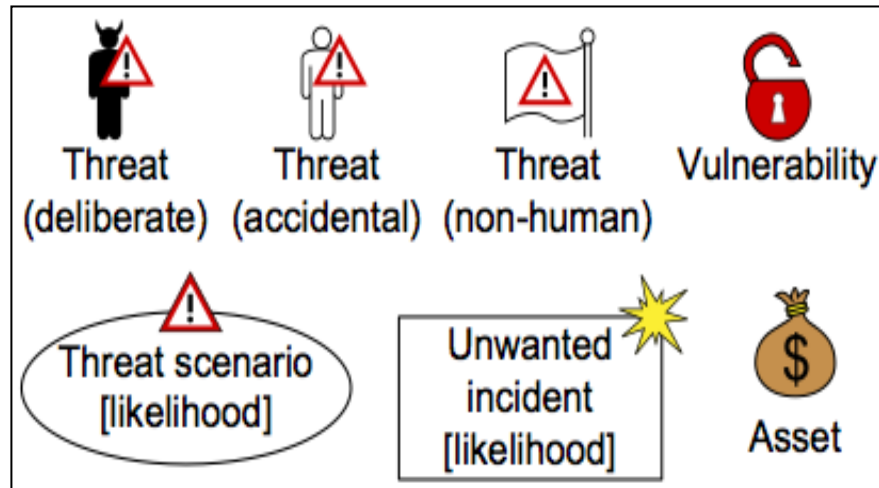 Threat
(deliberate)
Threat
(accidental)
Threat
(non-human)
Vulnerability
Threat scenario
[likelihood]
Unwanted
incident
[likelihood]
$
Asset